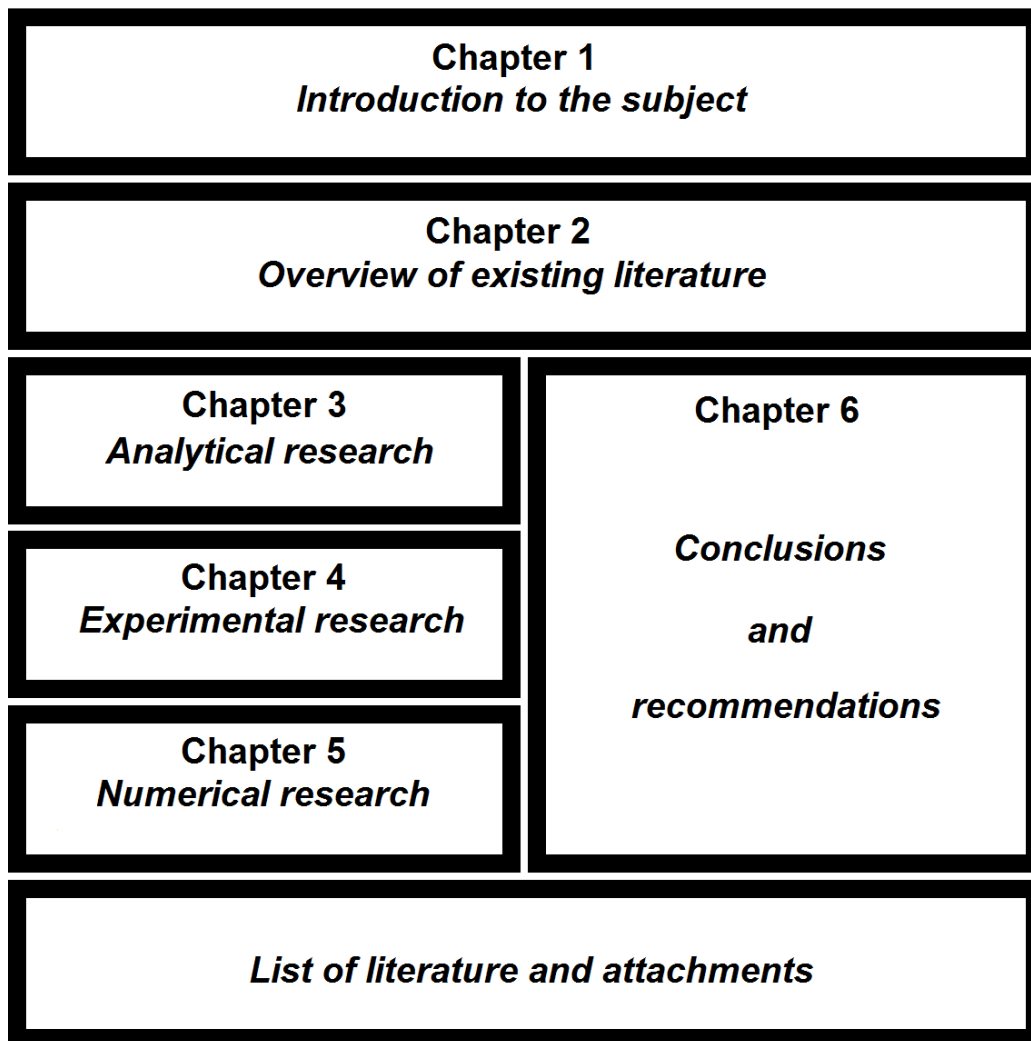 Chapter 1
Introduction to the subject
Chapter 2
Overview of existing literature
Chapter 3
Analytical research
Chapter 4
Experimental research
Chapter 5
Numerical research
Chapter 6
Conclusions
and
recommendations
List of literature and attachments